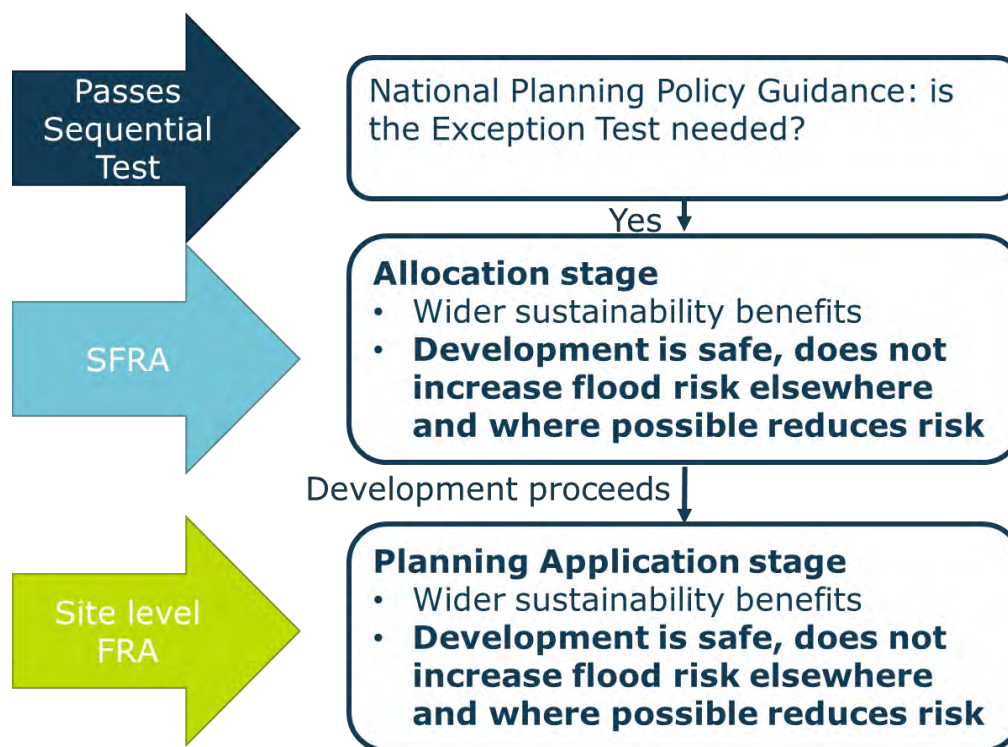 Passes
Sequential
Test
National Planning Policy Guidance: is
the Exception Test needed?
Yes
SFRA
Allocation stage
• Wider sustainability benefits
• Development is safe, does not
increase flood risk elsewhere
and where possible reduces risk
Development proceeds
Site level
FRA
Planning Application stage
• Wider sustainability benefits
• Development is safe, does not
increase flood risk elsewhere
and where possible reduces risk